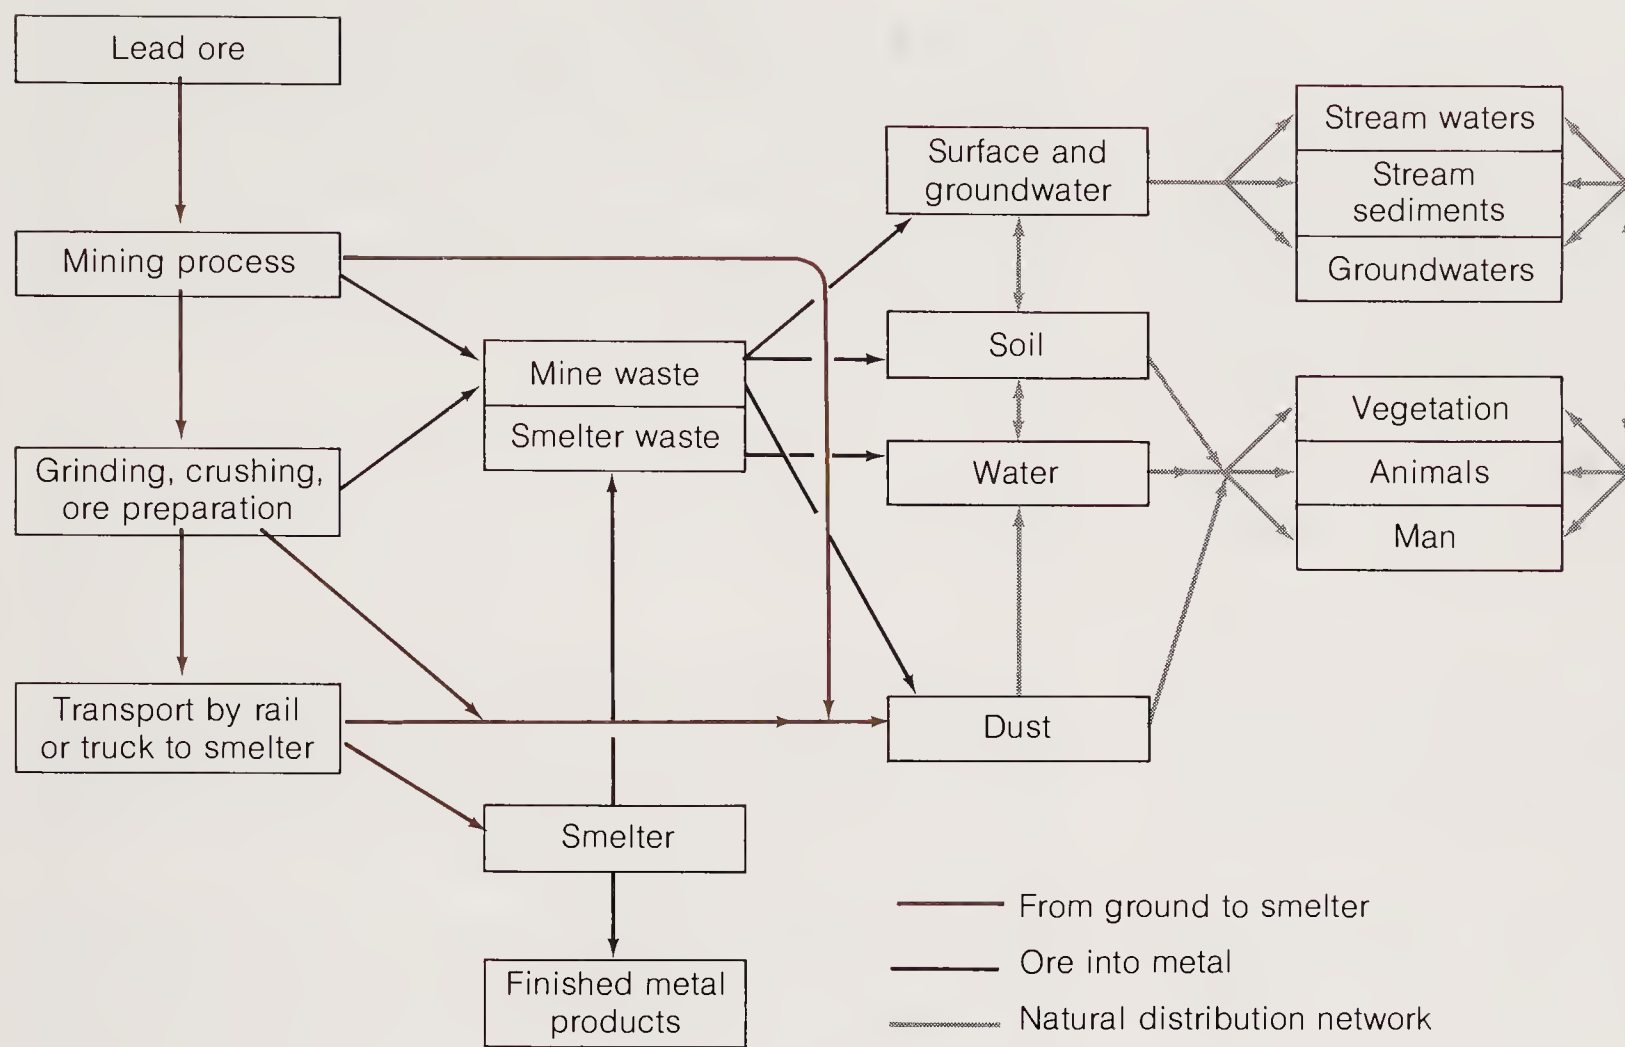 Lead ore
Mining process
Grinding, crushing,
ore preparation
Transport by rail
or truck to smelter
Mine waste
Smelter waste
Smelter
Finished metal
products
Surface and
groundwater
Soil
Water
Dust
Stream waters
Stream
sediments
Groundwaters
Vegetation
Animals
Man
From ground to smelter
Ore into metal
Natural distribution network